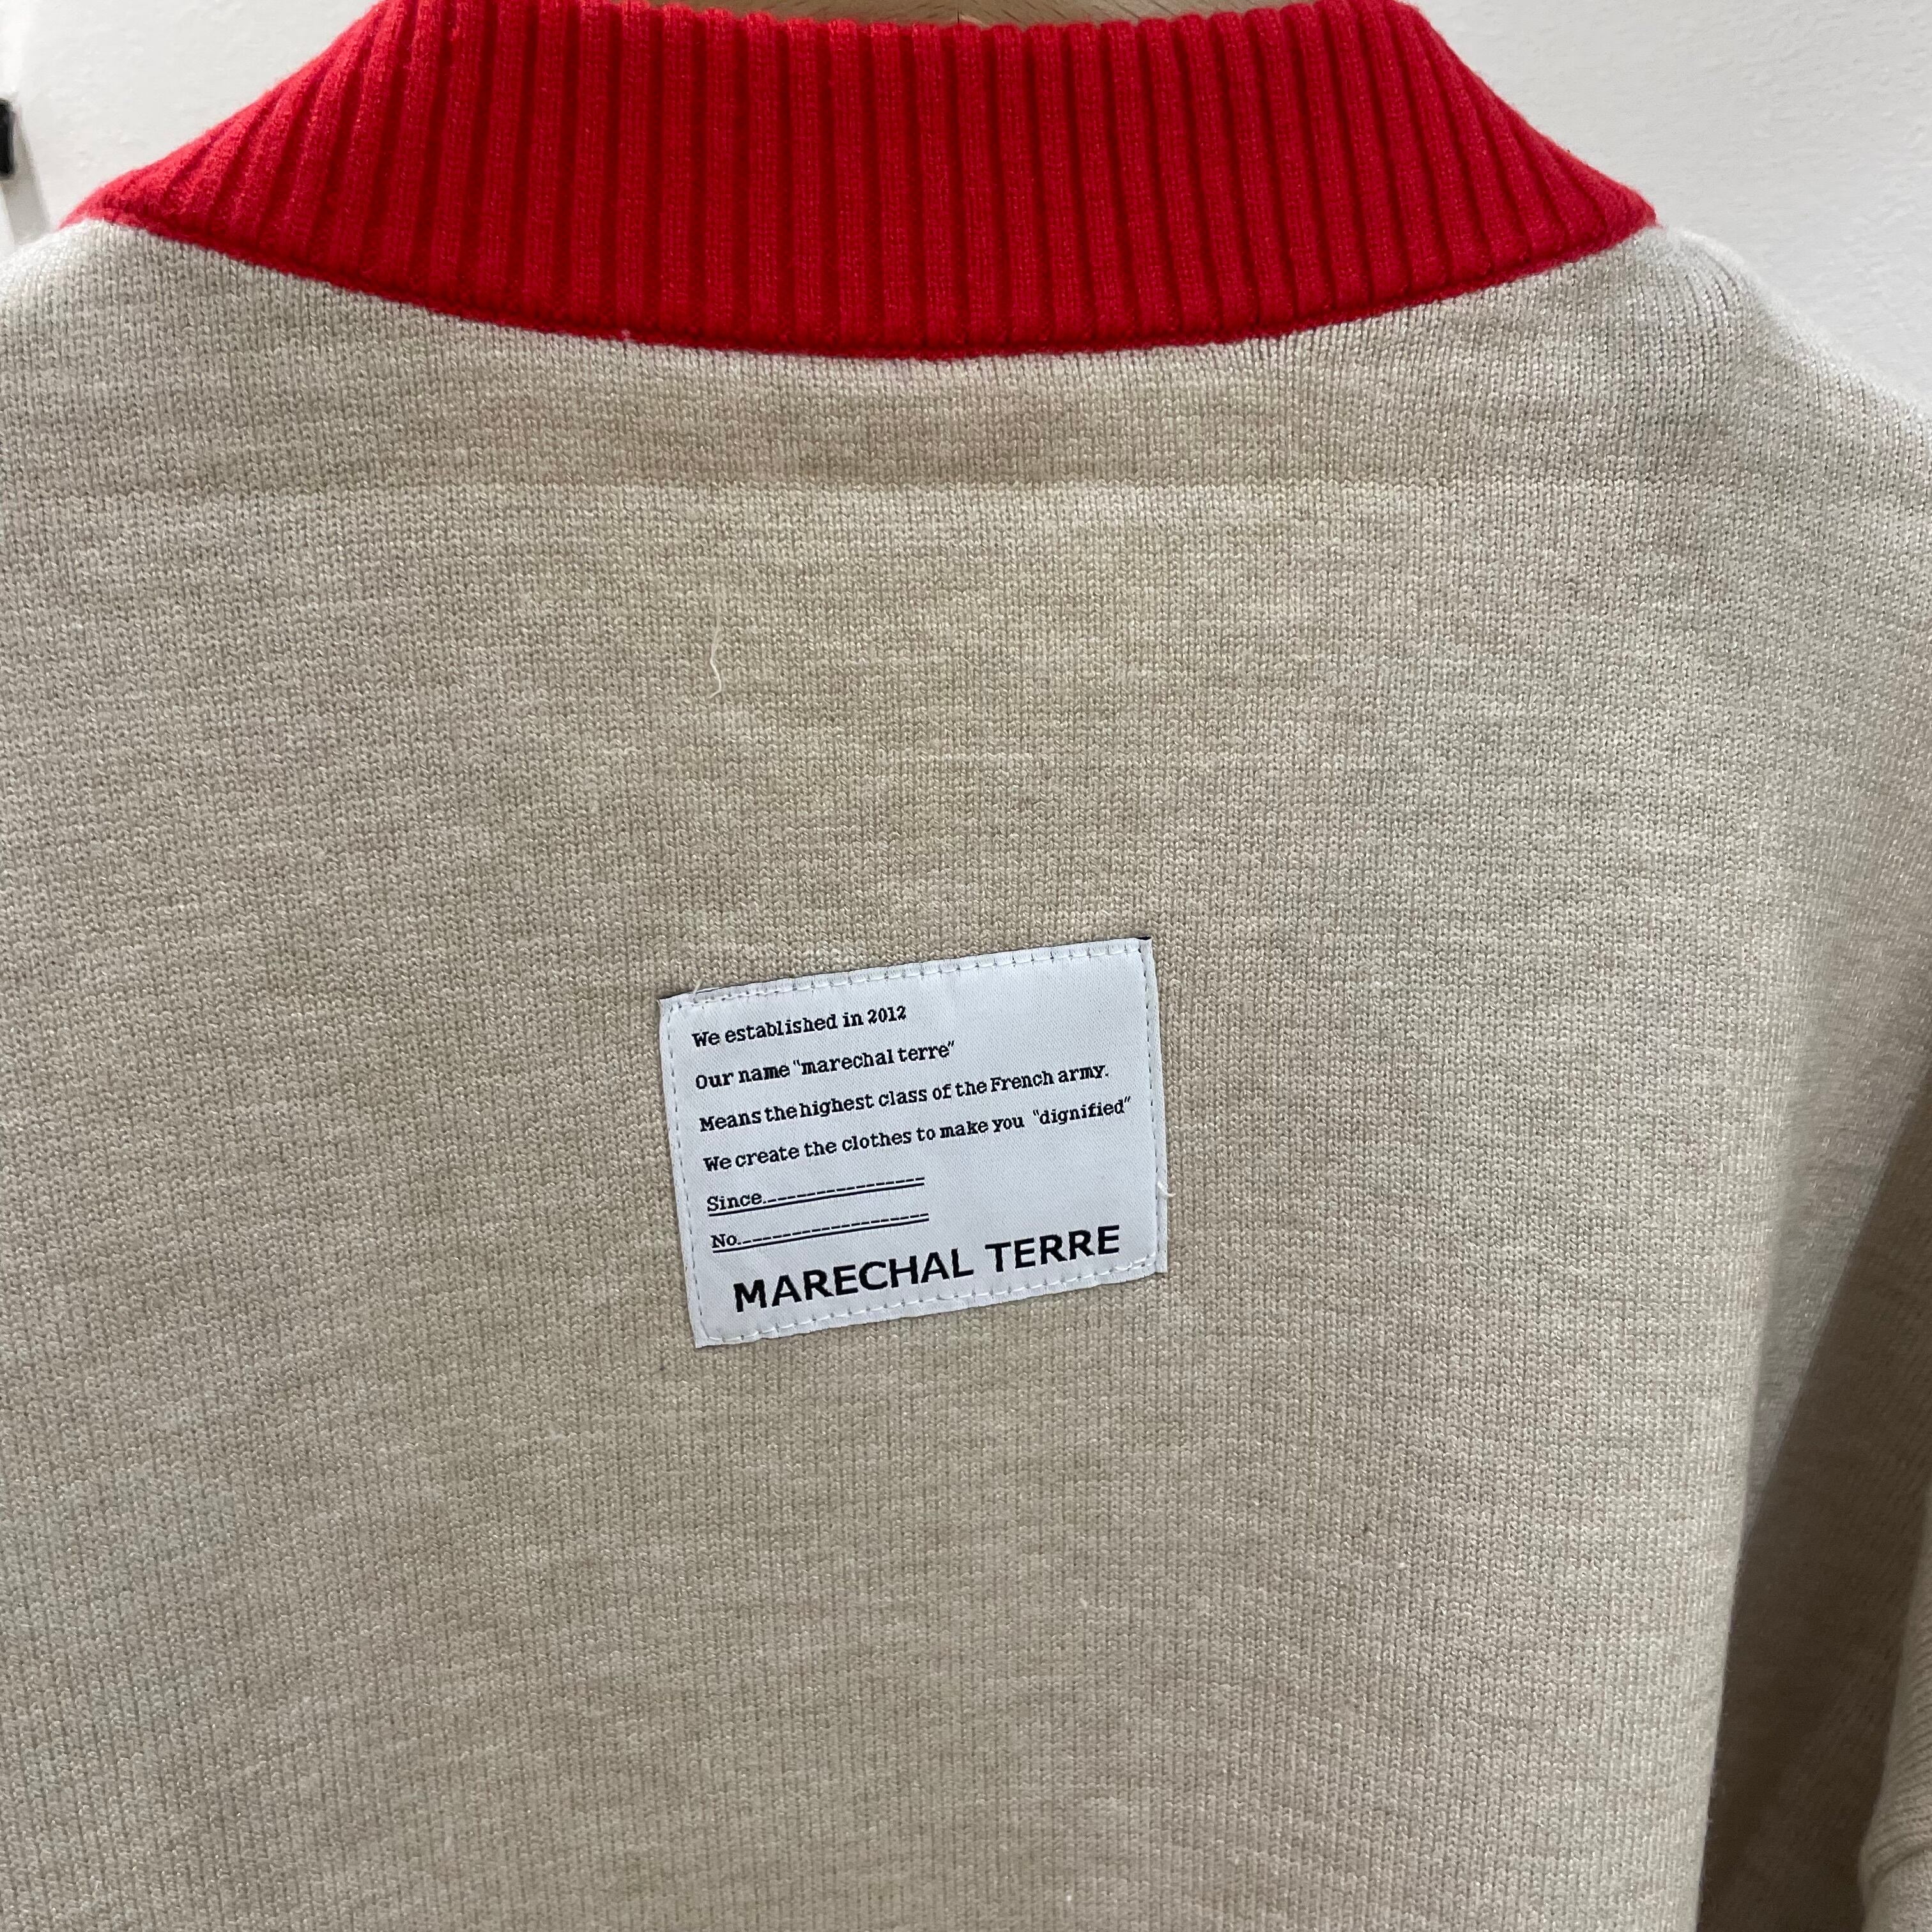 We established in 2012
Our name "marechal terre"
Means the highest class of the French army.
We create the clothes to make you "dignified"
Since
No.
MARECHAL TERRE